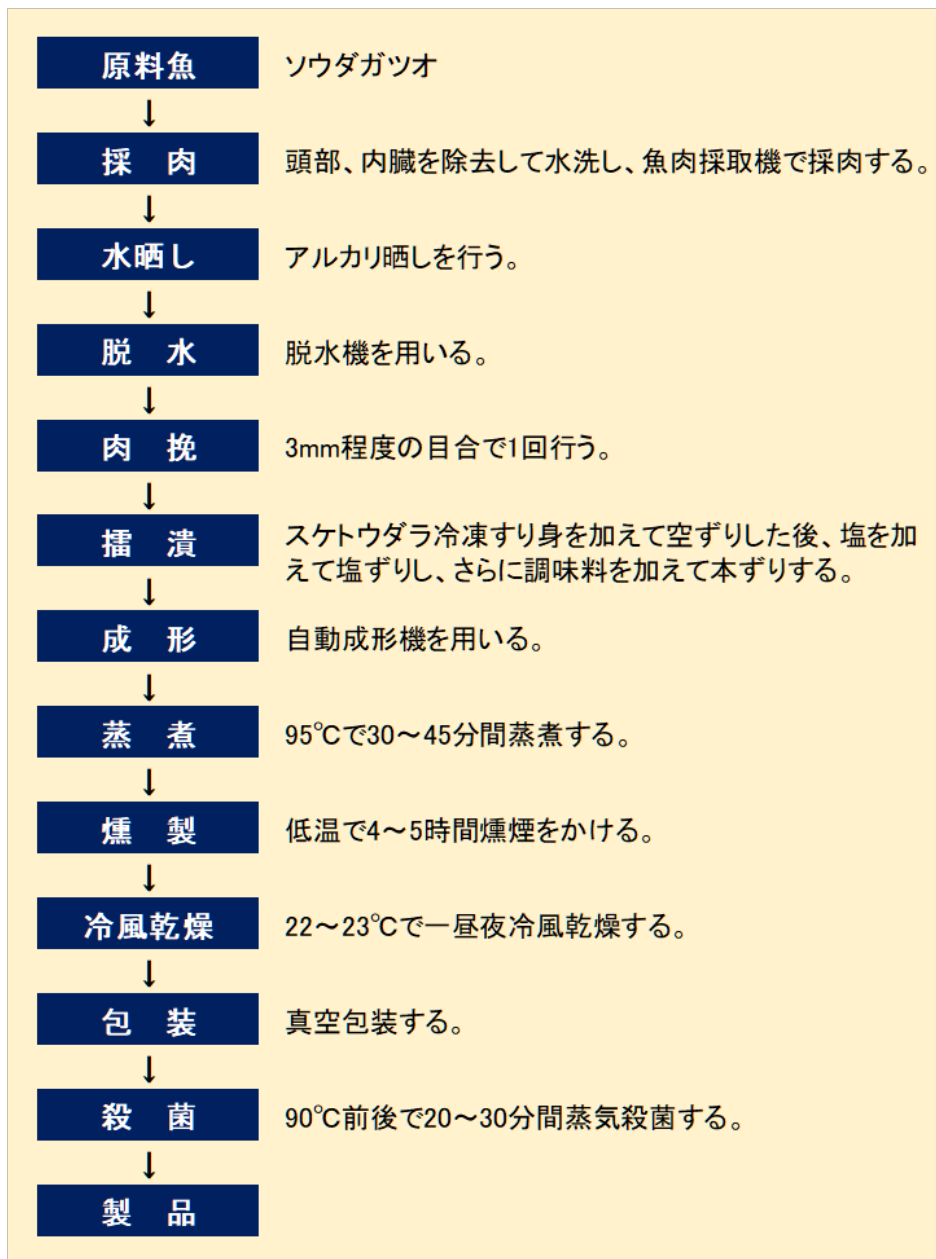 原料魚 ソウダガツオ
↓
採 肉 頭部、内臓を除去して水洗し、魚肉採取機で採肉する。
↓
水晒し アルカリ晒しを行う。
↓
脱 水 脱水機を用いる。
↓
肉 挽 3mm程度の目合で1回行う。
↓
擂 潰 スケトウダラ冷凍すり身を加えて空ずりした後、塩を加
えて塩ずりし、さらに調味料を加えて本ずりする。
↓
成 形 自動成形機を用いる。
↓
蒸 煮 95℃で30～45分間蒸煮する。
↓
燻 製 低温で4～5時間燻煙をかける。
↓
冷風乾燥 22～23℃で一昼夜冷風乾燥する。
↓
包 装 真空包装する。
↓
殺 菌 90℃前後で20～30分間蒸気殺菌する。
↓
製 品